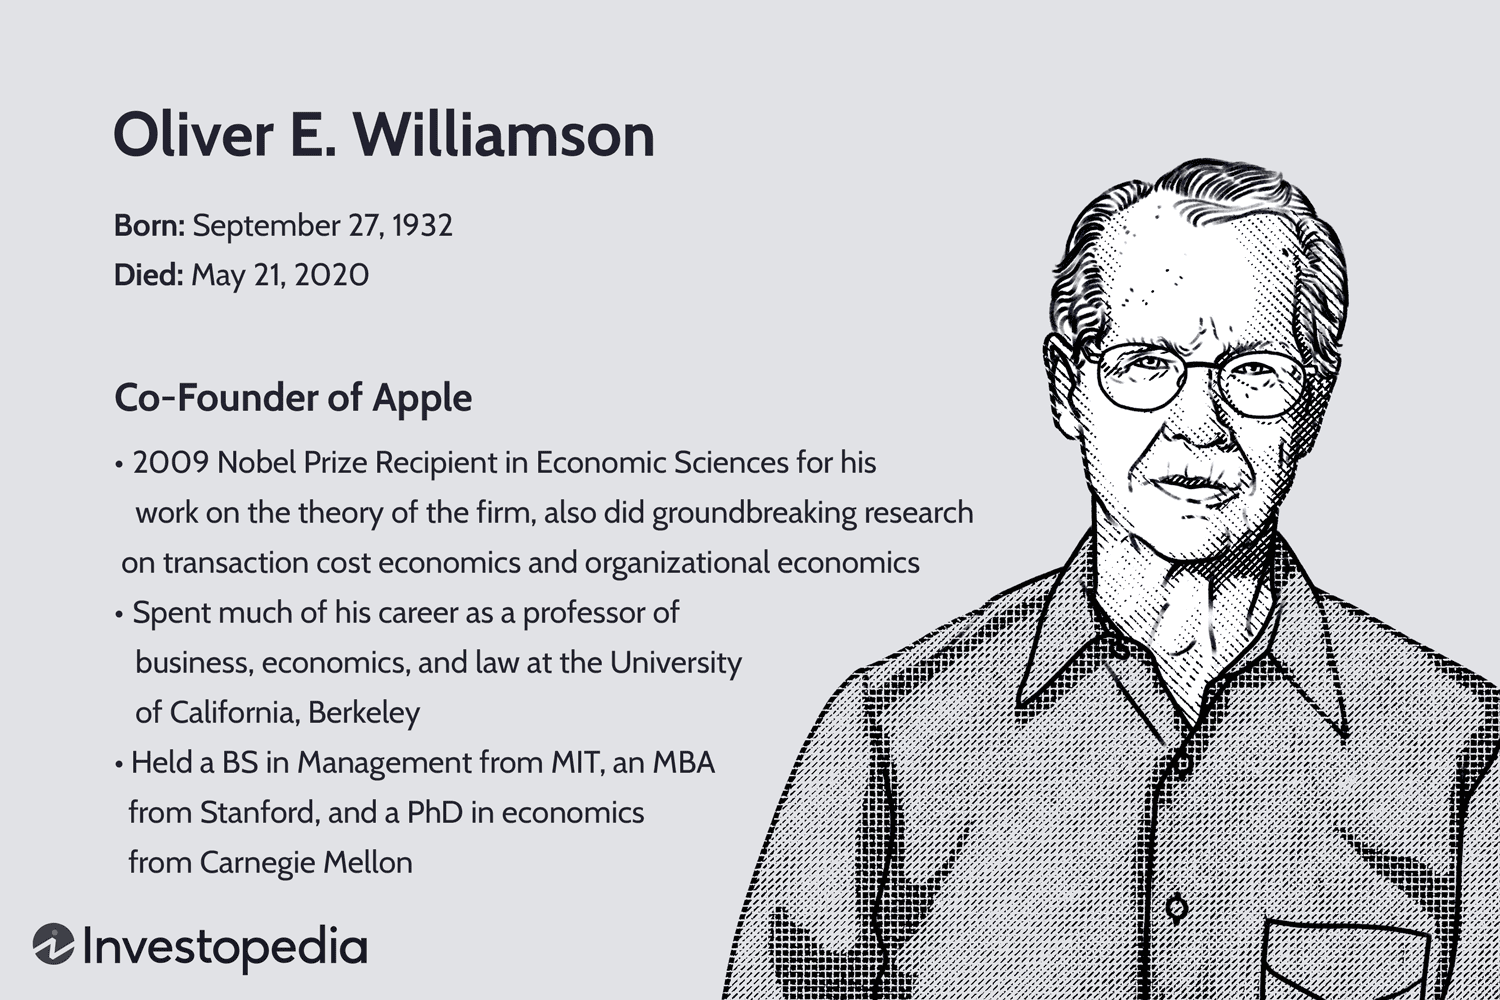 Oliver E. Williamson
Born: September 27, 1932
Died: May 21, 2020
Co-Founder of Apple
• 2009 Nobel Prize Recipient in Economic Sciences for his
work on the theory of the firm, also did groundbreaking research
on transaction cost economics and organizational economics
• Spent much of his career as a professor of
business, economics, and law at the University
of California, Berkeley
• Held a BS in Management from MIT, an MBA
from Stanford, and a PhD in economics
from Carnegie Mellon
Investopedia